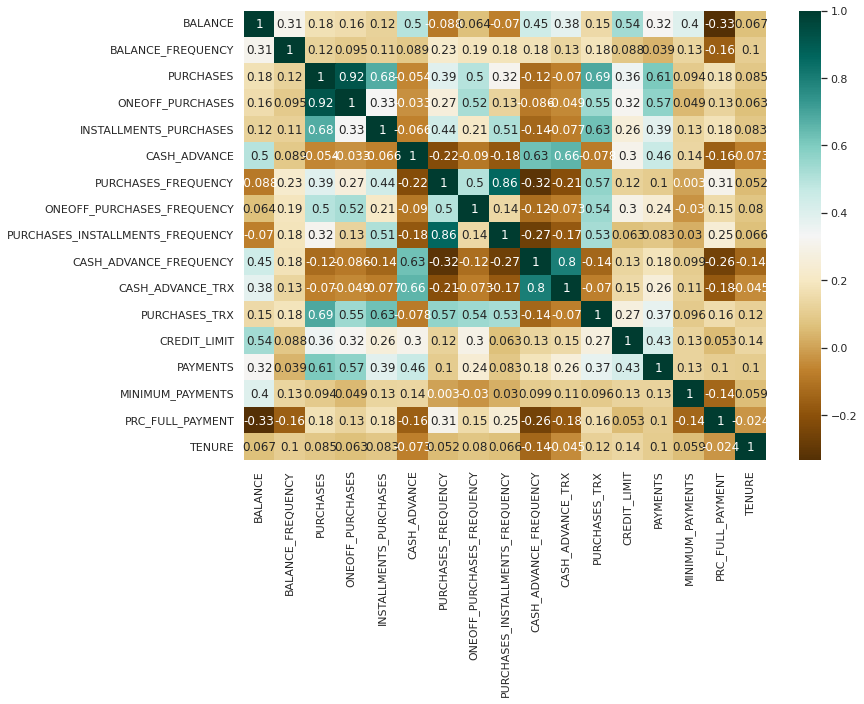 BALANCE 1 0.31 0.18 0.16 0.12 0.5 -0.088 0.064 -0.07 0.45 0.38 0.15 0.54 0.32 0.4 -0.33 0.067
BALANCE_FREQUENCY 0.31 1 0.12 0.095 0.11 0.089 0.23 0.19 0.18 0.18 0.13 0.18 0.088 0.039 0.13 -0.16 0.1
PURCHASES 0.18 0.12 1 0.92 0.68 -0.054 0.39 0.5 0.32 -0.12 -0.07 0.69 0.36 0.61 0.094 0.18 0.085
ONEOFF_PURCHASES 0.16 0.095 0.92 1 0.33 -0.033 0.27 0.52 0.13 -0.086 -0.049 0.55 0.32 0.57 0.049 0.13 0.063
INSTALLMENTS_PURCHASES 0.12 0.11 0.68 0.33 1 -0.066 0.44 0.21 0.51 -0.14 -0.077 0.63 0.26 0.39 0.13 0.18 0.083
CASH_ADVANCE 0.5 0.089 -0.054 -0.033 -0.066 1 -0.22 -0.09 -0.18 0.63 0.66 -0.078 0.3 0.46 0.14 -0.16 -0.073
PURCHASES_FREQUENCY -0.088 0.23 0.39 0.27 0.44 -0.22 1 0.5 0.86 -0.32 -0.21 0.57 0.12 0.1 0.003 0.31 0.052
ONEOFF_PURCHASES_FREQUENCY 0.064 0.19 0.5 0.52 0.21 -0.09 0.5 1 0.14 -0.12 -0.073 0.54 0.3 0.24 -0.03 0.15 0.08
PURCHASES_INSTALLMENTS_FREQUENCY -0.07 0.18 0.32 0.13 0.51 -0.18 0.86 0.14 1 -0.27 -0.17 0.53 0.063 0.083 0.03 0.25 0.066
CASH_ADVANCE_FREQUENCY 0.45 0.18 -0.12 -0.086 -0.14 0.63 -0.32 -0.12 -0.27 1 0.8 -0.14 0.13 0.18 0.099 -0.26 -0.14
CASH_ADVANCE_TRX 0.38 0.13 -0.07 -0.049 -0.077 0.66 -0.21 -0.073 -0.17 0.8 1 -0.07 0.15 0.26 0.11 -0.18 -0.045
PURCHASES_TRX 0.15 0.18 0.69 0.55 0.63 -0.078 0.57 0.54 0.53 -0.14 -0.07 1 0.27 0.37 0.096 0.16 0.12
CREDIT_LIMIT 0.54 0.088 0.36 0.32 0.26 0.3 0.12 0.3 0.063 0.13 0.15 0.27 1 0.43 0.13 0.053 0.14
PAYMENTS 0.32 0.039 0.61 0.57 0.39 0.46 0.1 0.24 0.083 0.18 0.26 0.37 0.43 1 0.13 0.1 0.1
MINIMUM_PAYMENTS 0.4 0.13 0.094 0.049 0.13 0.14 0.003 -0.03 0.03 0.099 0.11 0.096 0.13 0.13 1 -0.14 0.059
PRC_FULL_PAYMENT -0.33 -0.16 0.18 0.13 0.18 -0.16 0.31 0.15 0.25 -0.26 -0.18 0.16 0.053 0.1 -0.14 1 -0.024
TENURE 0.067 0.1 0.085 0.063 0.083 -0.073 0.052 0.08 0.066 -0.14 -0.045 0.12 0.14 0.1 0.059 -0.024 1
BALANCE
BALANCE_FREQUENCY
PURCHASES
ONEOFF_PURCHASES
INSTALLMENTS_PURCHASES
CASH_ADVANCE
PURCHASES_FREQUENCY
ONEOFF_PURCHASES_FREQUENCY
PURCHASES_INSTALLMENTS_FREQUENCY
CASH_ADVANCE_FREQUENCY
CASH_ADVANCE_TRX
PURCHASES_TRX
CREDIT_LIMIT
PAYMENTS
MINIMUM_PAYMENTS
PRC_FULL_PAYMENT
TENURE
1.0
0.8
0.6
0.4
0.2
0.0
−0.2